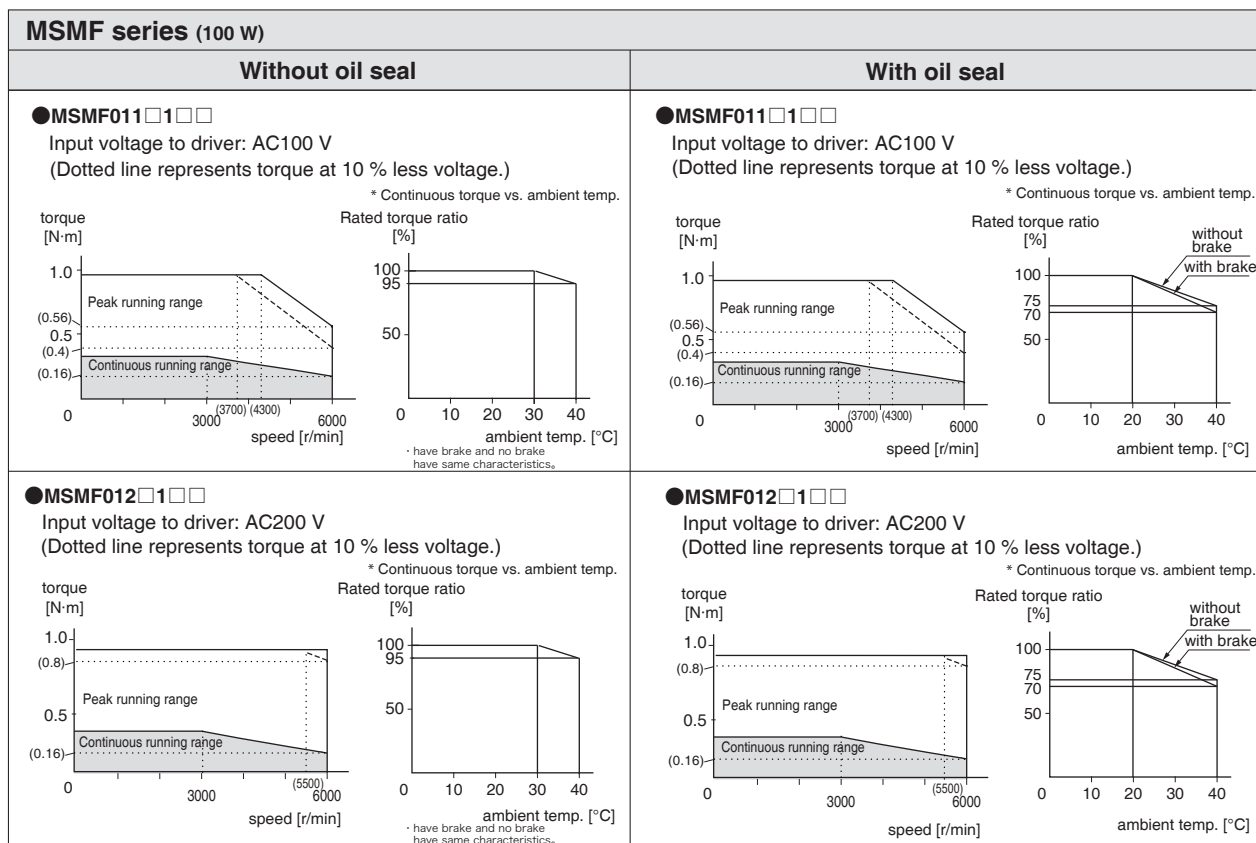 MSMF series (100 W)
Without oil seal
With oil seal
●MSMF011□1□□
Input voltage to driver: AC100 V
(Dotted line represents torque at 10 % less voltage.)
* Continuous torque vs. ambient temp.
torque
[N·m]
1.0
(0.56)
0.5
(0.4)
(0.16)
0
Peak running range
Continuous running range
3000
(3700) (4300)
6000
speed [r/min]
Rated torque ratio
[%]
100
95
50
0 10 20 30 40
ambient temp. [°C]
· have brake and no brake
have same characteristics。
●MSMF011□1□□
Input voltage to driver: AC100 V
(Dotted line represents torque at 10 % less voltage.)
* Continuous torque vs. ambient temp.
torque
[N·m]
1.0
(0.56)
0.5
(0.4)
(0.16)
0
Peak running range
Continuous running range
3000
(3700) (4300)
6000
speed [r/min]
Rated torque ratio
[%]
without
brake
with brake
100
75
70
50
0 10 20 30 40
ambient temp. [°C]
●MSMF012□1□□
Input voltage to driver: AC200 V
(Dotted line represents torque at 10 % less voltage.)
* Continuous torque vs. ambient temp.
torque
[N·m]
1.0
(0.8)
0.5
(0.16)
0
Peak running range
Continuous running range
3000
(5500)
6000
speed [r/min]
Rated torque ratio
[%]
100
95
50
0 10 20 30 40
ambient temp. [°C]
· have brake and no brake
have same characteristics。
●MSMF012□1□□
Input voltage to driver: AC200 V
(Dotted line represents torque at 10 % less voltage.)
* Continuous torque vs. ambient temp.
torque
[N·m]
1.0
(0.8)
0.5
(0.16)
0
Peak running range
Continuous running range
3000
(5500)
6000
speed [r/min]
Rated torque ratio
[%]
without
brake
with brake
100
75
70
50
0 10 20 30 40
ambient temp. [°C]